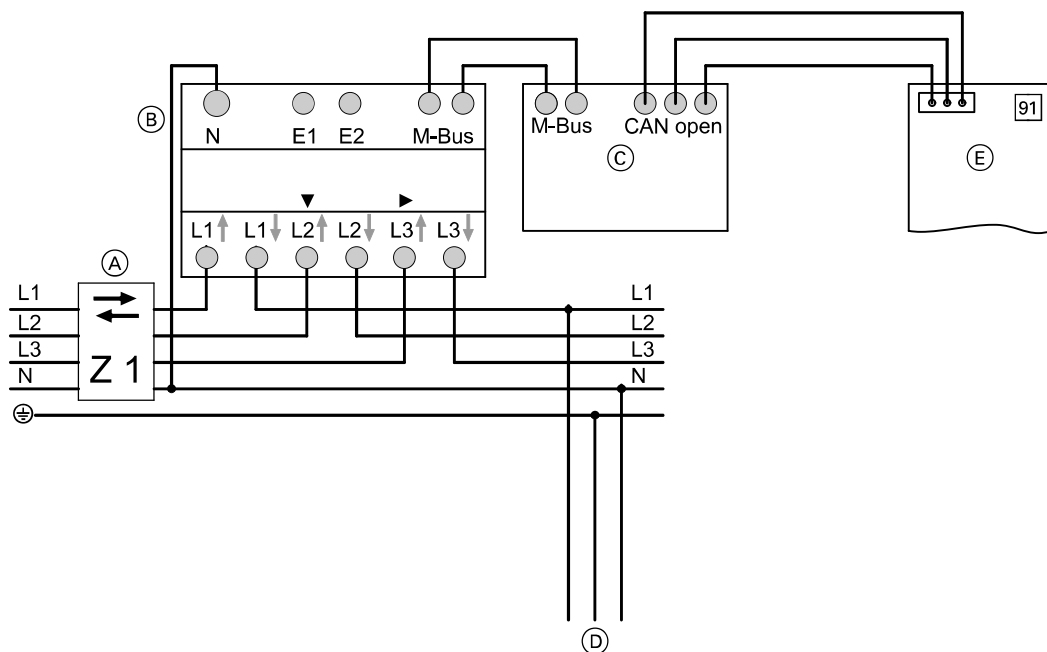 91
B
N E1 E2 M-Bus
M-Bus CAN open
C
E
L1 L1 L2 L2 L3 L3
A
L1
L2
L3
N
Z 1
L1
L2
L3
N
D